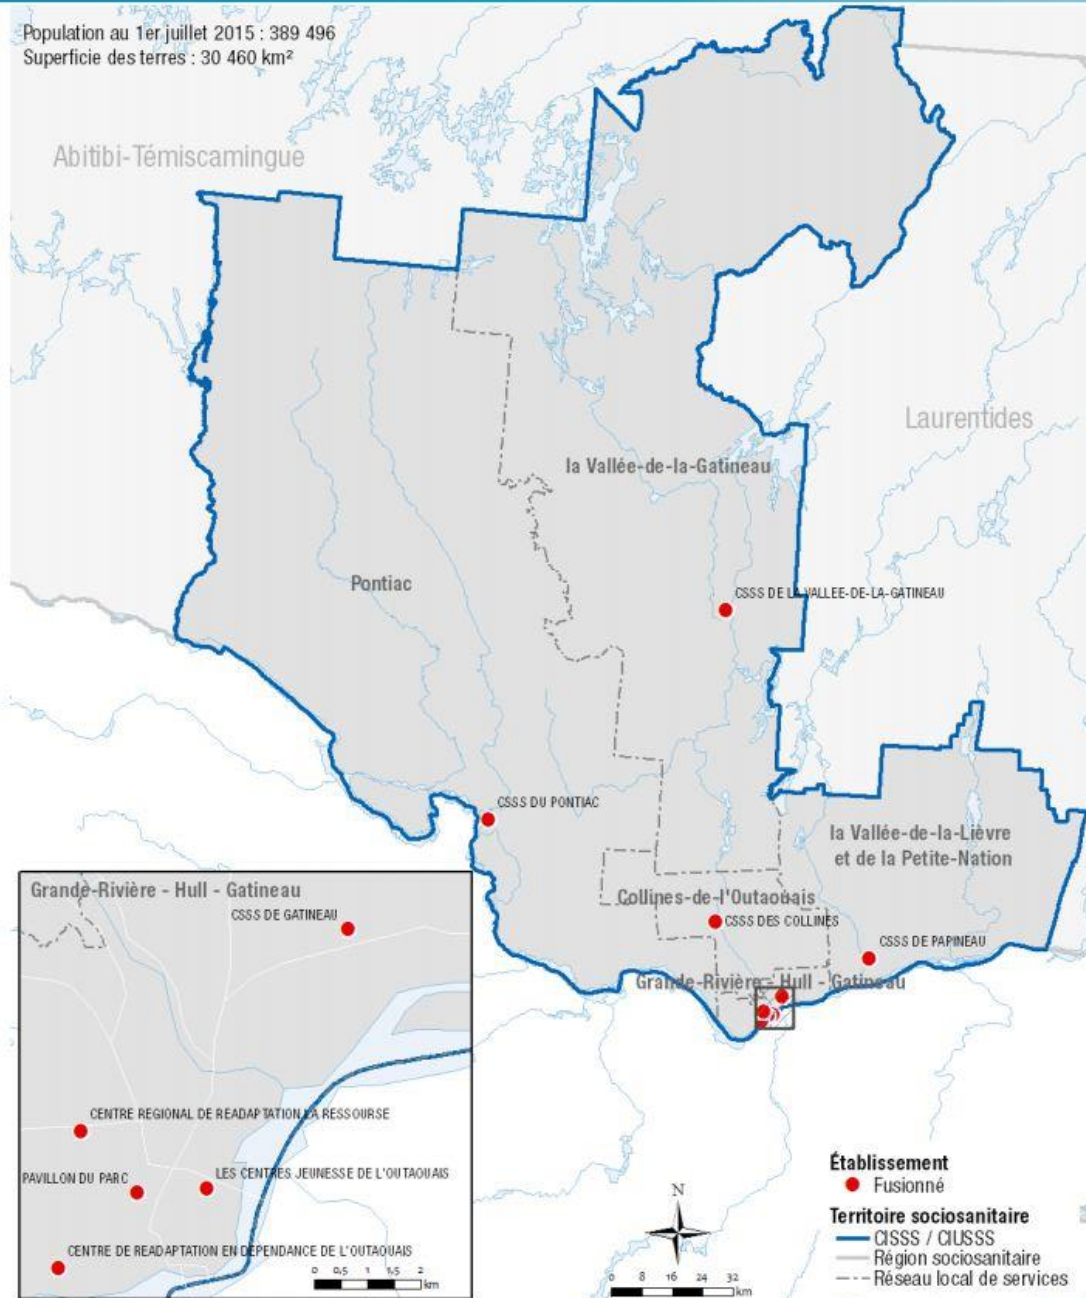 Population au 1er juillet 2015 : 389 496
Superficie des terres : 30 460 km²
Abitibi-Témiscamingue
Laurentides
la Vallée-de-la-Gatineau
Pontiac
CSSS DE LA VALLEE-DE-LA-GATINEAU
CSSS DU PONTIAC
la Vallée-de-la-Lièvre
et de la Petite-Nation
Collines-de-l'Outaouais
CSSS DES COLLINES
CSSS DE PAPINEAU
Grande-Rivière - Hull - Gatineau
Grande-Rivière - Hull - Gatineau
CSSS DE GATINEAU
CENTRE REGIONAL DE READAPTATION LA RESSOURSE
PAVILLON DU PARC
LES CENTRES JEUNESSE DE L'OUTAOUAIS
CENTRE DE READAPTATION EN DEPENDANCE DE L'OUTAOUAIS
0 0,5 1 1,5 2
km
N
0 8 16 24 32
km
Établissement
Fusionné
Territoire sociosanitaire
CISSS / CIUSSS
Région sociosanitaire
Réseau local de services